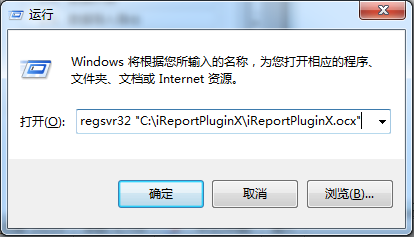 运行
Windows 将根据您所输入的名称，为您打开相应的程序、
文件夹、文档或 Internet 资源。
打开(O): regsvr32 "C:\iReportPluginX\iReportPluginX.ocx"
确定 取消 浏览(B)...